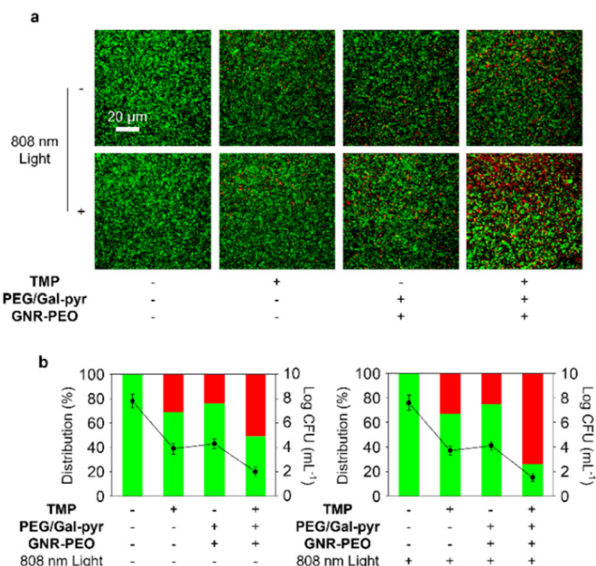 a
-
20 μm
808 nm
Light
+
TMP - + - +
PEG/Gal-pyr - - + +
GNR-PEO - - + +
b
100 10 100 10
80 8 80 8
60 6 60 6
40 4 40 4
20 2 20 2
0 0 0 0
Distribution (%) Log CFU (mL⁻¹) Distribution (%) Log CFU (mL⁻¹)
TMP - + - + TMP - + - +
PEG/Gal-pyr - - + + PEG/Gal-pyr - - + +
GNR-PEO - - + + GNR-PEO - - + +
808 nm Light - - - - 808 nm Light + + + +